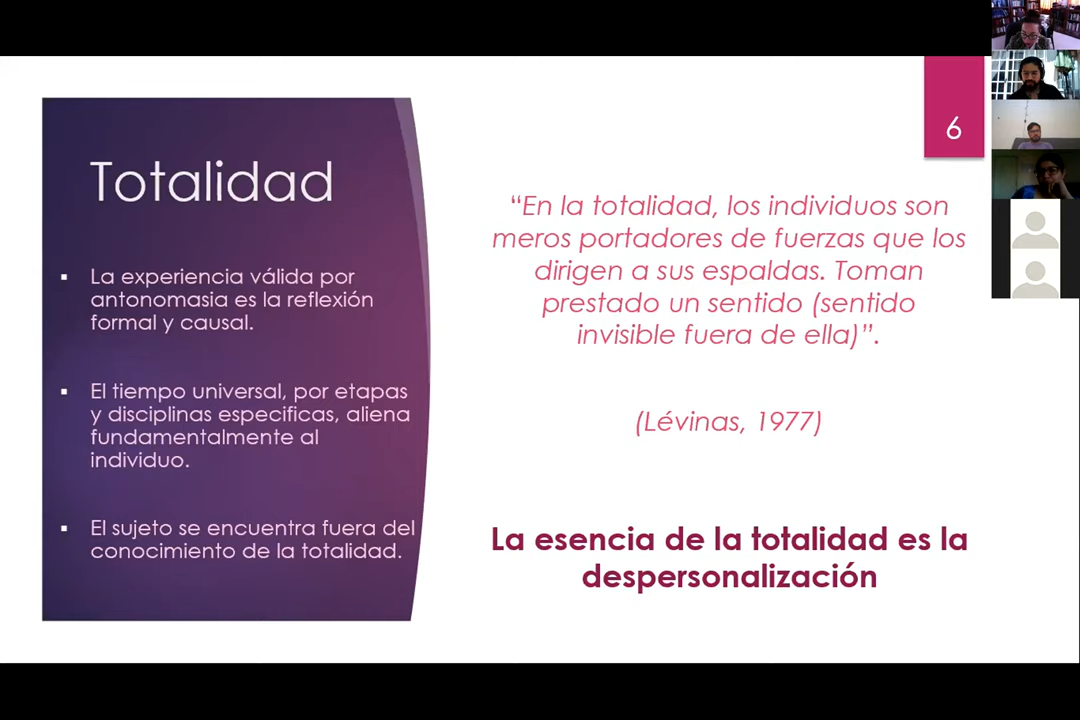 6
Totalidad
▪ La experiencia válida por
antonomasia es la reflexión
formal y causal.
▪ El tiempo universal, por etapas
y disciplinas especificas, aliena
fundamentalmente al
individuo.
▪ El sujeto se encuentra fuera del
conocimiento de la totalidad.
“En la totalidad, los individuos son
meros portadores de fuerzas que los
dirigen a sus espaldas. Toman
prestado un sentido (sentido
invisible fuera de ella)”.
(Lévinas, 1977)
La esencia de la totalidad es la
despersonalización